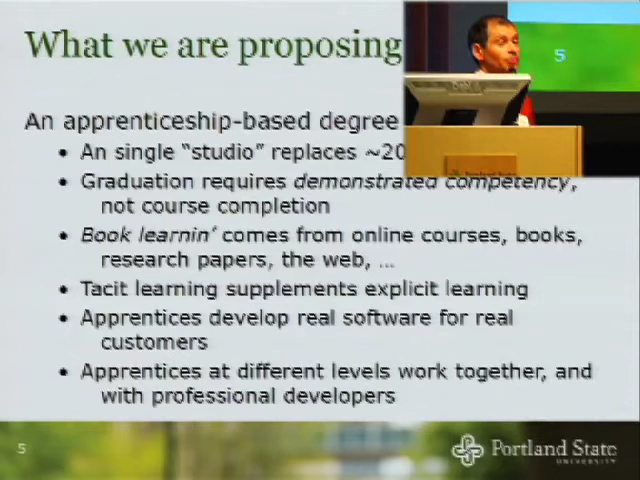 What we are proposing
5
An apprenticeship-based degree
• An single “studio” replaces ~20
• Graduation requires demonstrated competency,
not course completion
• Book learnin’ comes from online courses, books,
research papers, the web, ...
• Tacit learning supplements explicit learning
• Apprentices develop real software for real
customers
• Apprentices at different levels work together, and
with professional developers
5
Portland State
UNIVERSITY